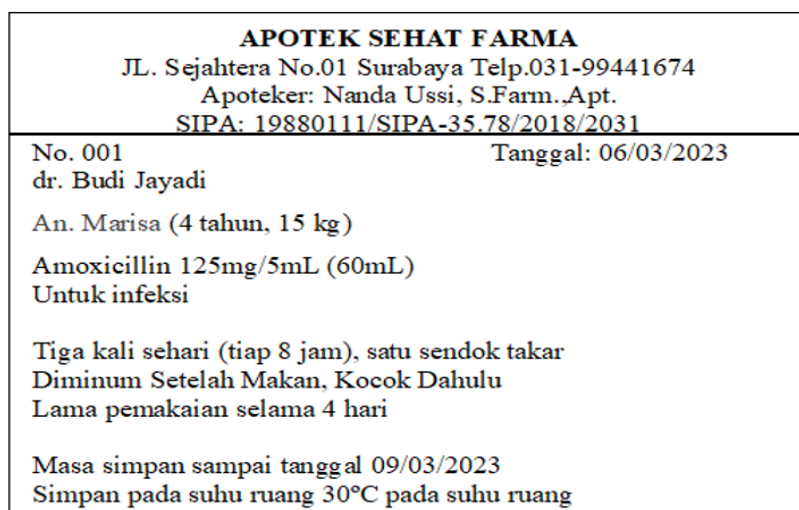 APOTEK SEHAT FARMA
JL. Sejahtera No.01 Surabaya Telp.031-99441674
Apoteker: Nanda Ussi, S.Farm.,Apt.
SIPA: 19880111/SIPA-35.78/2018/2031
No. 001 Tanggal: 06/03/2023
dr. Budi Jayadi
An. Marisa (4 tahun, 15 kg)
Amoxicillin 125mg/5mL (60mL)
Untuk infeksi
Tiga kali sehari (tiap 8 jam), satu sendok takar
Diminum Setelah Makan, Kocok Dahulu
Lama pemakaian selama 4 hari
Masa simpan sampai tanggal 09/03/2023
Simpan pada suhu ruang 30°C pada suhu ruang